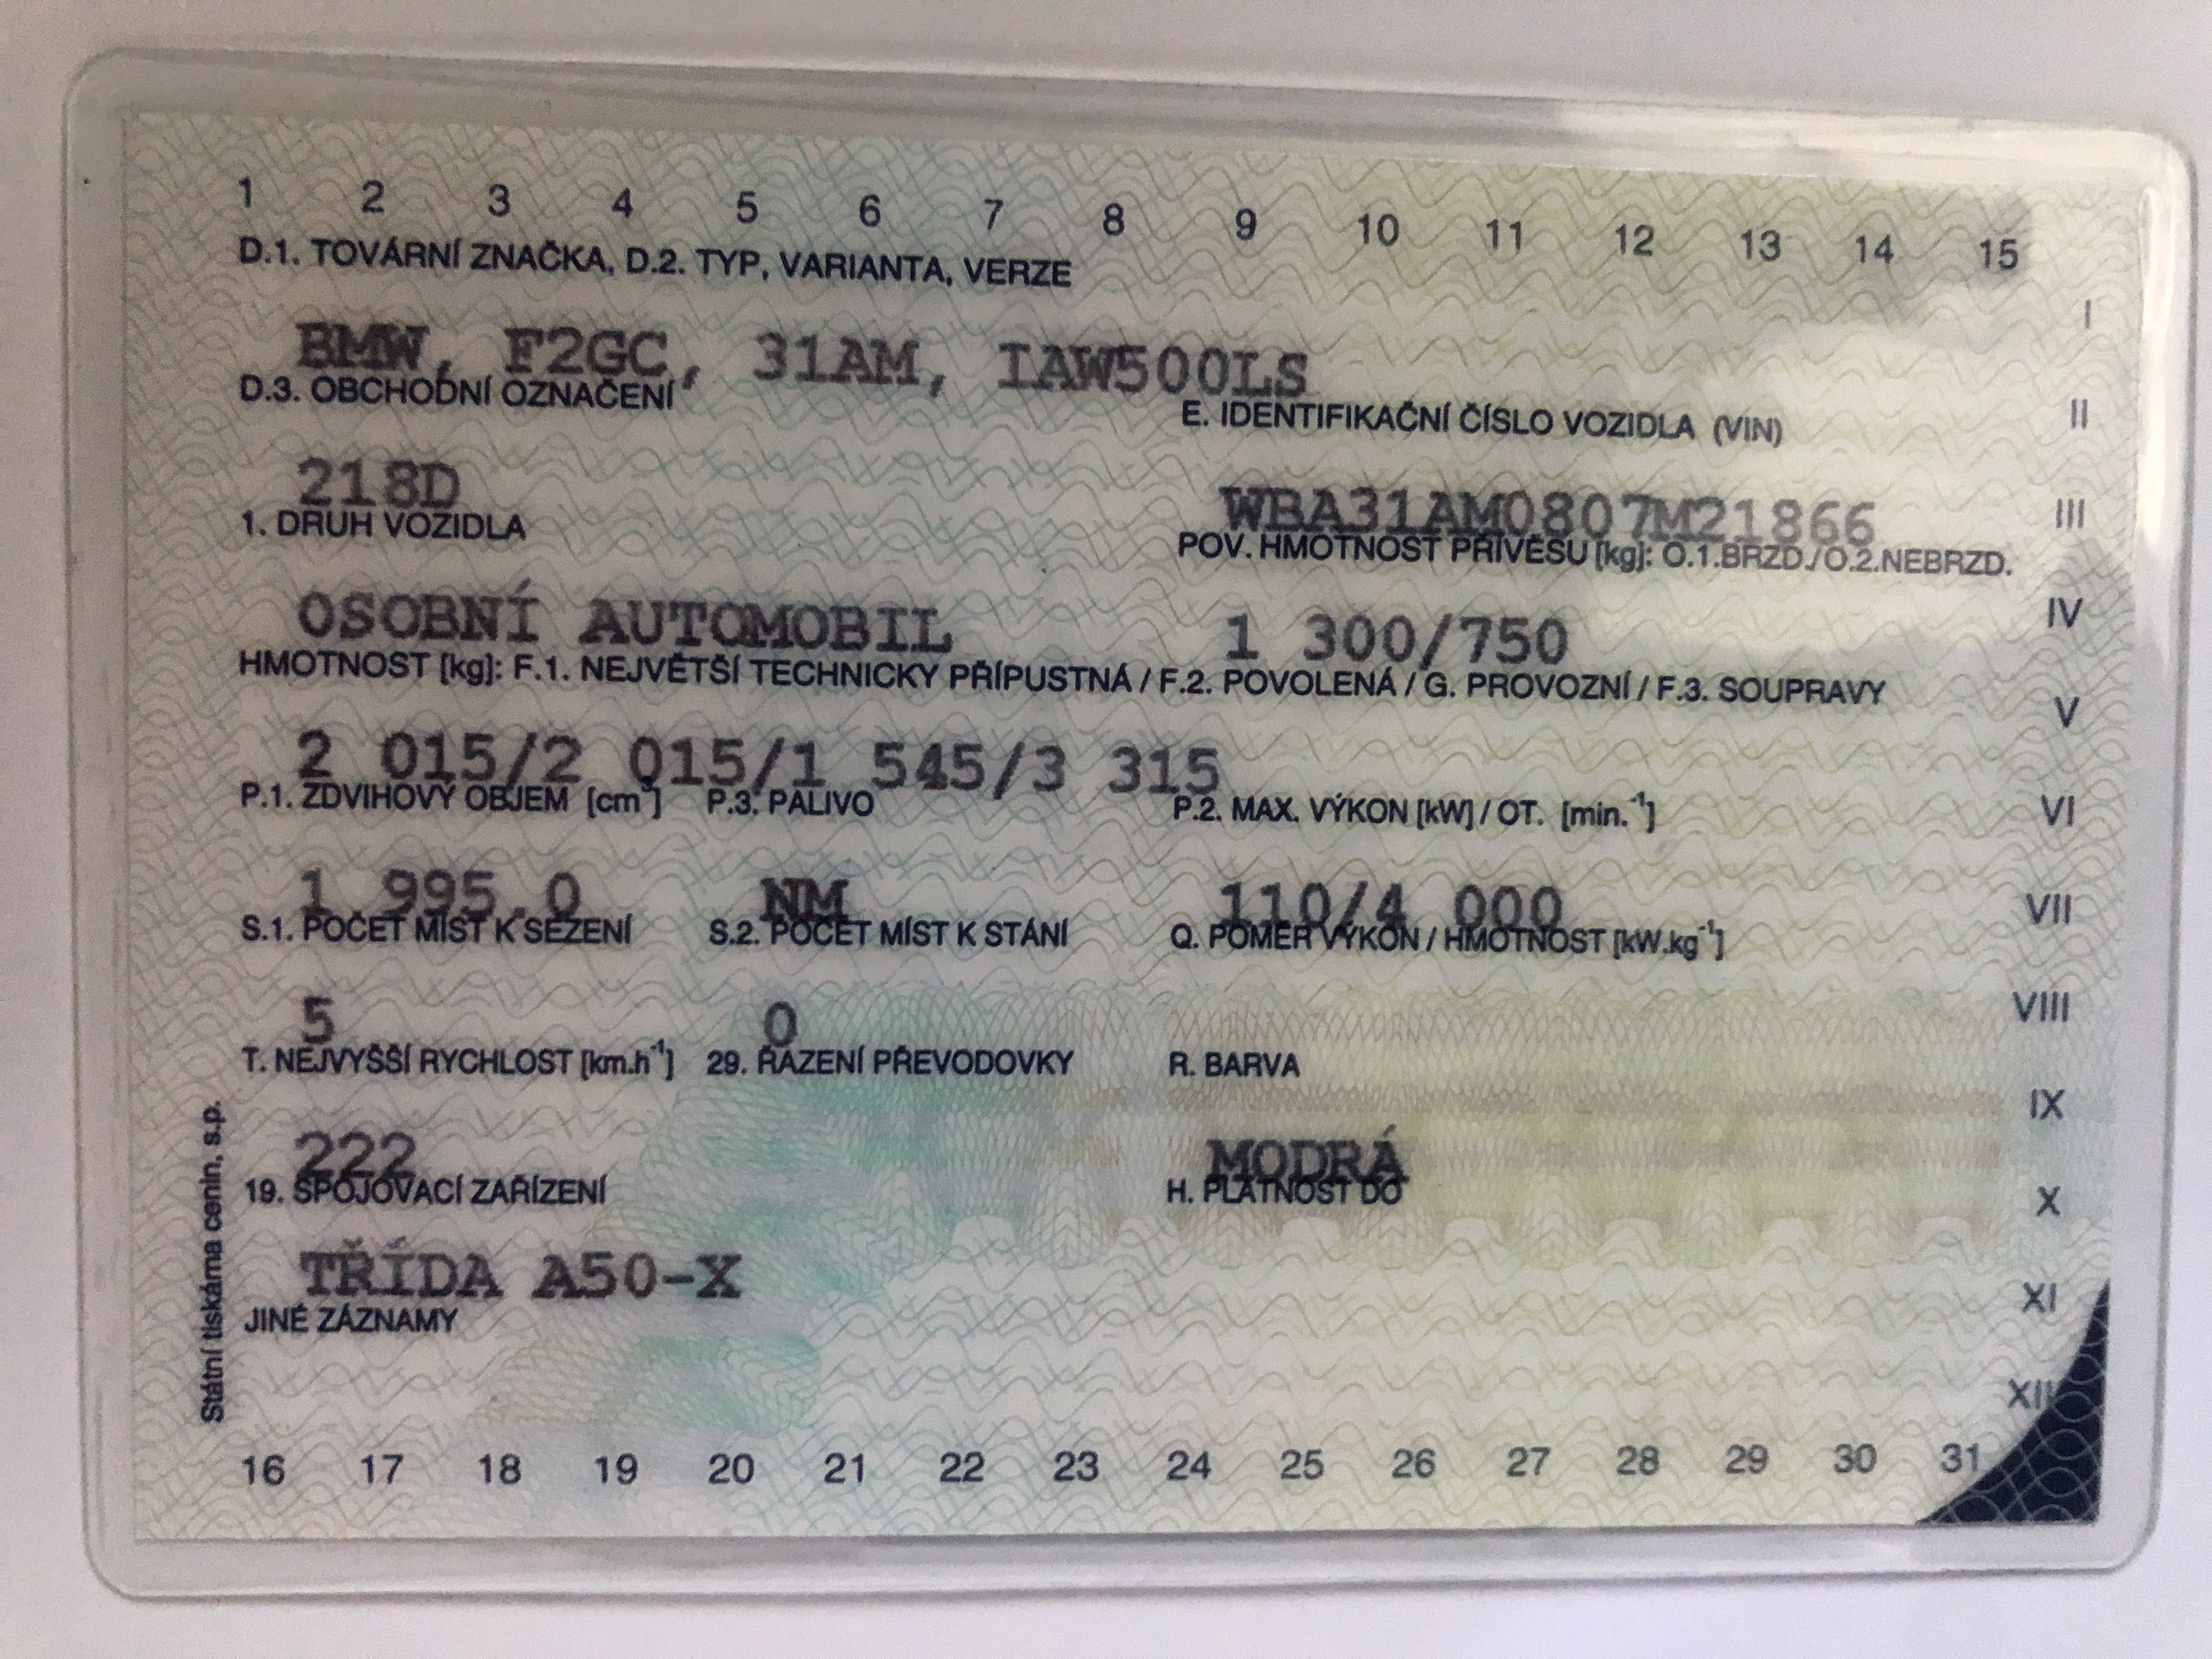 1 2 3 4 5 6 7 8 9 10 11 12 13 14 15
D.1. TOVÁRNÍ ZNAČKA, D.2. TYP, VARIANTA, VERZE
I
BMW, F2GC, 31AM, IAW500LS
D.3. OBCHODNÍ OZNAČENÍ E. IDENTIFIKAČNÍ ČÍSLO VOZIDLA (VIN) II
218D WBA31AM0807M21866 III
1. DRUH VOZIDLA POV. HMOTNOST PŘÍVĚSU [kg]: O.1.BRZD./O.2.NEBRZD.
OSOBNÍ AUTOMOBIL 1 300/750 IV
HMOTNOST [kg]: F.1. NEJVĚTŠÍ TECHNICKY PŘÍPUSTNÁ / F.2. POVOLENÁ / G. PROVOZNÍ / F.3. SOUPRAVY V
2 015/2 015/1 545/3 315
P.1. ZDVIHOVÝ OBJEM [cm³] P.3. PALIVO P.2. MAX. VÝKON [kW] / OT. [min.⁻¹] VI
1 995.0 NM 110/4 000 VII
S.1. POČET MÍST K SEZENÍ S.2. POČET MÍST K STÁNÍ Q. POMĚR VÝKON / HMOTNOST [kW.kg⁻¹]
5 0 VIII
T. NEJVYŠŠÍ RYCHLOST [km.h⁻¹] 29. ŘAZENÍ PŘEVODOVKY R. BARVA
IX
222 MODRÁ
19. SPOJOVACÍ ZAŘÍZENÍ H. PLATNOST DO X
TŘÍDA A50-X XI
JINÉ ZÁZNAMY
XII
16 17 18 19 20 21 22 23 24 25 26 27 28 29 30 31
Státní tiskárna cenin, s.p.